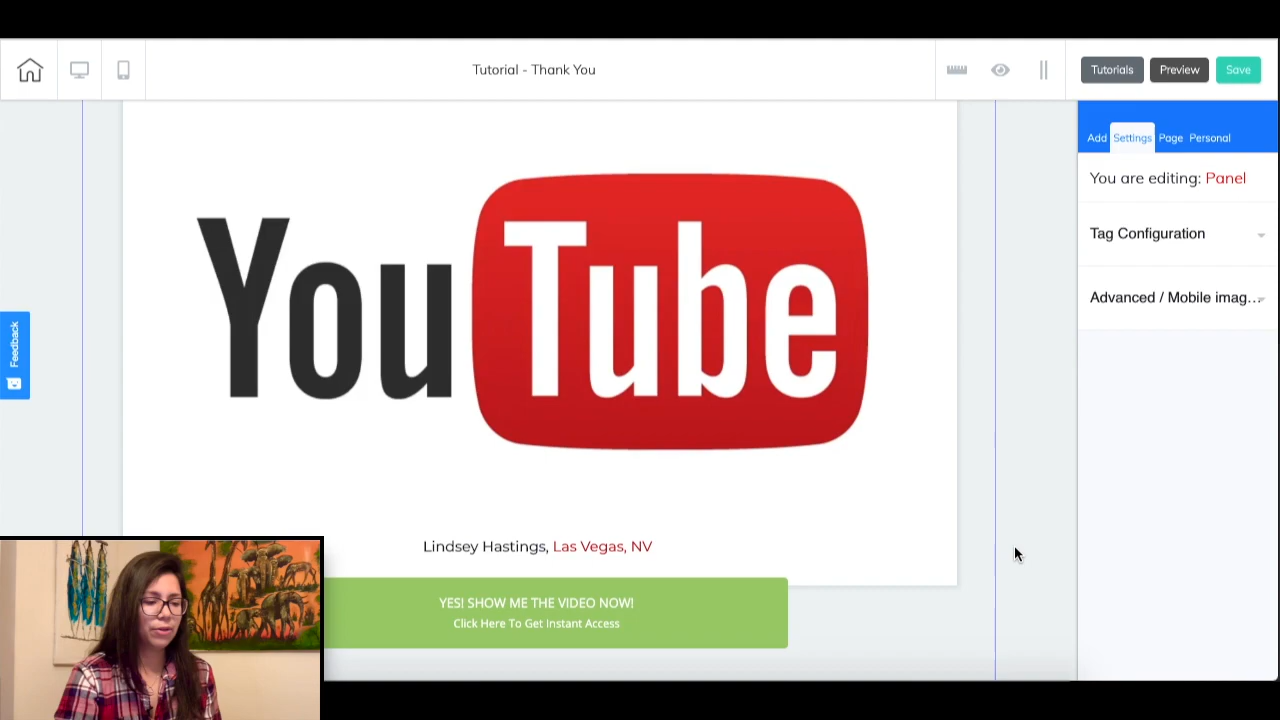 Tutorial - Thank You
Tutorials
Preview
Save
Add Settings Page Personal
You are editing: Panel
Tag Configuration
Advanced / Mobile imag...
YouTube
Feedback
Lindsey Hastings, Las Vegas, NV
YES! SHOW ME THE VIDEO NOW!
Click Here To Get Instant Access